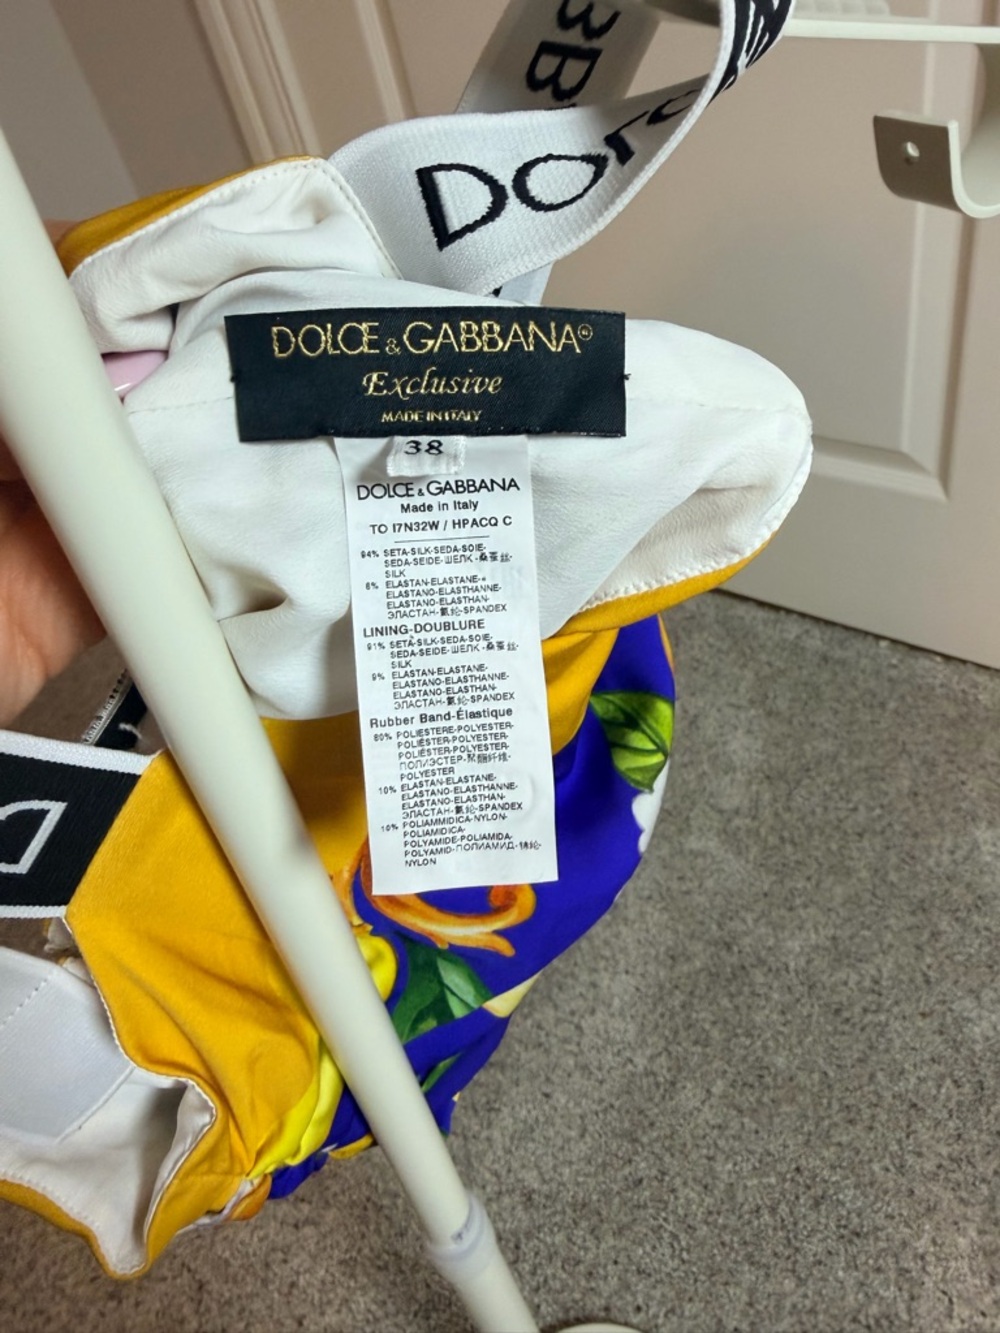 DOL
DOLCE & GABBANA®
Exclusive
MADE IN ITALY
38
DOLCE & GABBANA
Made in Italy
TO I7N32W / HPACQ C
94% SETA-SILK-SEDA-SOIE-
SEDA-SEIDE-ШЕЛК-桑蚕丝-
SILK
6% ELASTAN-ELASTANE-
ELASTANO-ELASTHANNE-
ELASTANO-ELASTHAN-
ЭЛАСТАН-氨纶-SPANDEX
LINING-DOUBLURE
91% SETA-SILK-SEDA-SOIE-
SEDA-SEIDE-ШЕЛК-桑蚕丝-
SILK
9% ELASTAN-ELASTANE-
ELASTANO-ELASTHANNE-
ELASTANO-ELASTHAN-
ЭЛАСТАН-氨纶-SPANDEX
Rubber Band-Élastique
80% POLIESTERE-POLYESTER-
POLIÉSTER-POLYESTER-
POLIÉSTER-POLYESTER-
ПОЛИЭСТЕР-聚酯纤维-
POLYESTER
10% ELASTAN-ELASTANE-
ELASTANO-ELASTHANNE-
ELASTANO-ELASTHAN-
ЭЛАСТАН-氨纶-SPANDEX
10% POLIAMMIDICA-NYLON-
POLIAMIDICA-
POLYAMIDE-POLIAMIDA-
POLYAMID-ПОЛИАМИД-锦纶-
NYLON